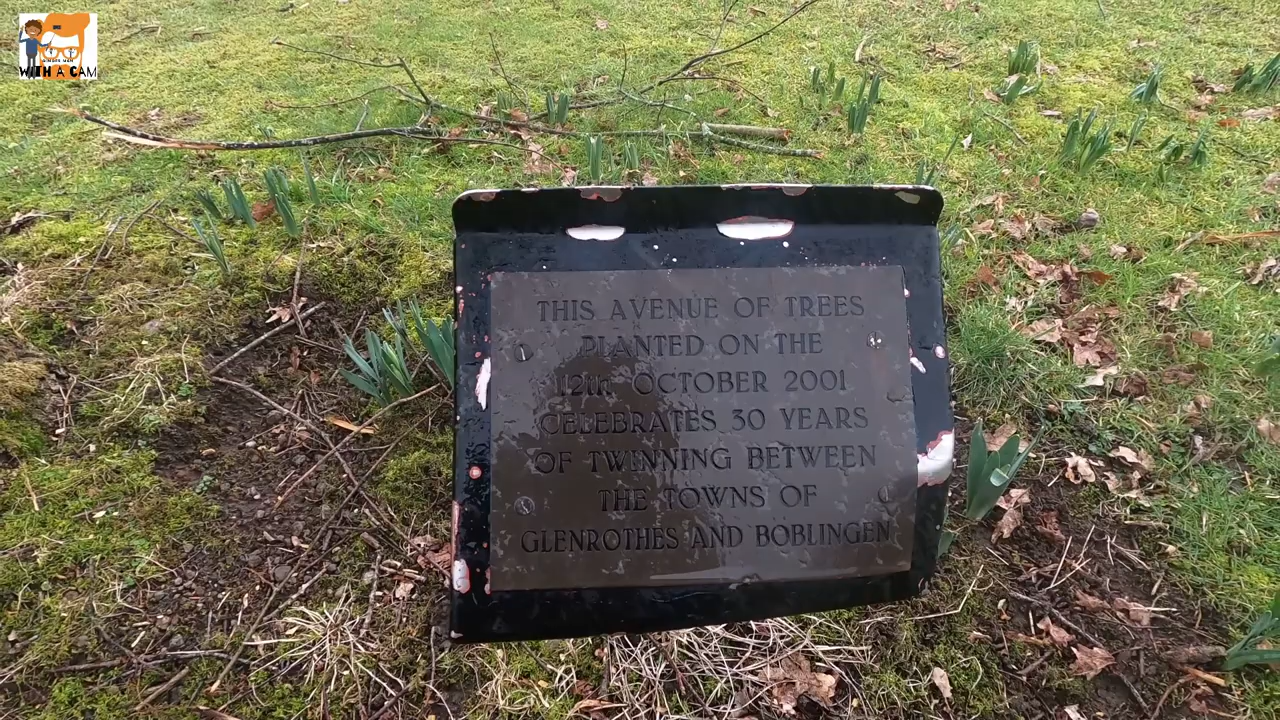 WITH A CAM
THIS AVENUE OF TREES
PLANTED ON THE
12th OCTOBER 2001
CELEBRATES 30 YEARS
OF TWINNING BETWEEN
THE TOWNS OF
GLENROTHES AND BOBLINGEN